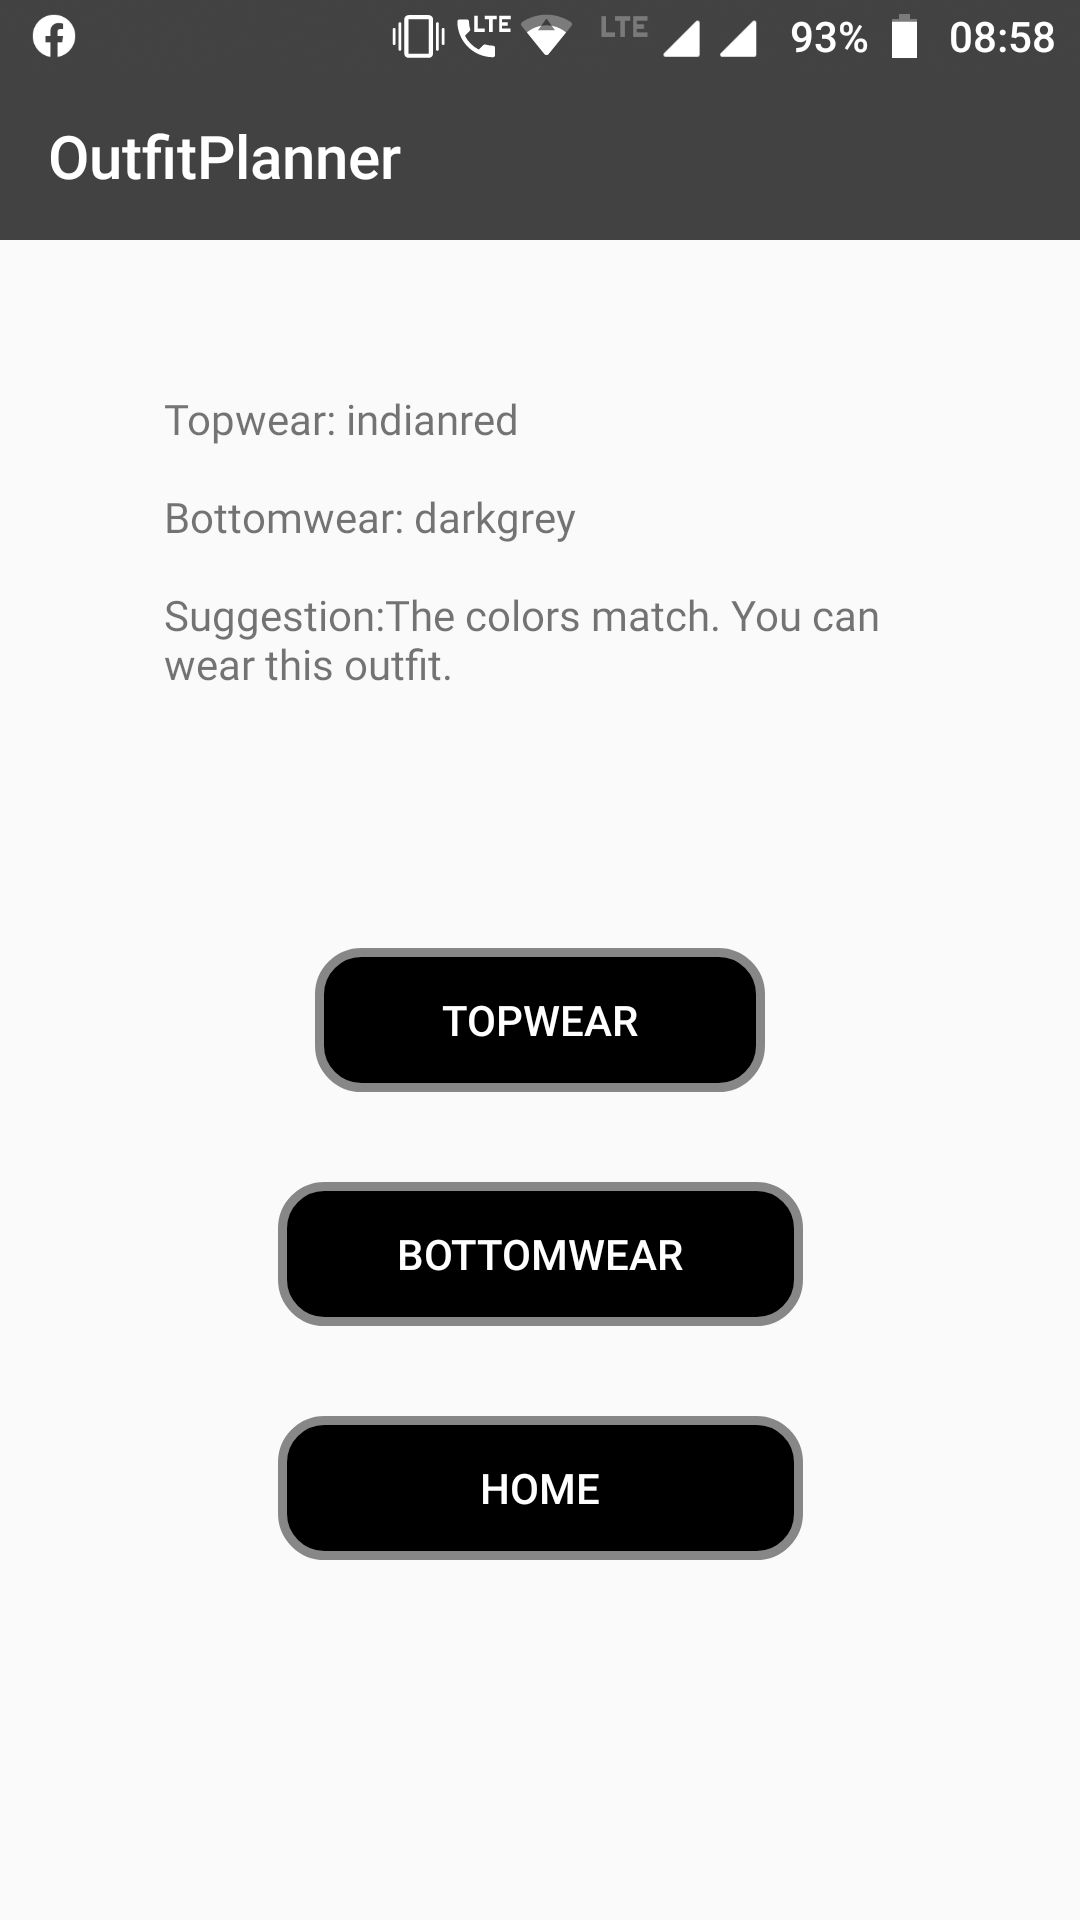 LTE LTE 93% 08:58
OutfitPlanner
Topwear: indianred
Bottomwear: darkgrey
Suggestion:The colors match. You can
wear this outfit.
TOPWEAR
BOTTOMWEAR
HOME